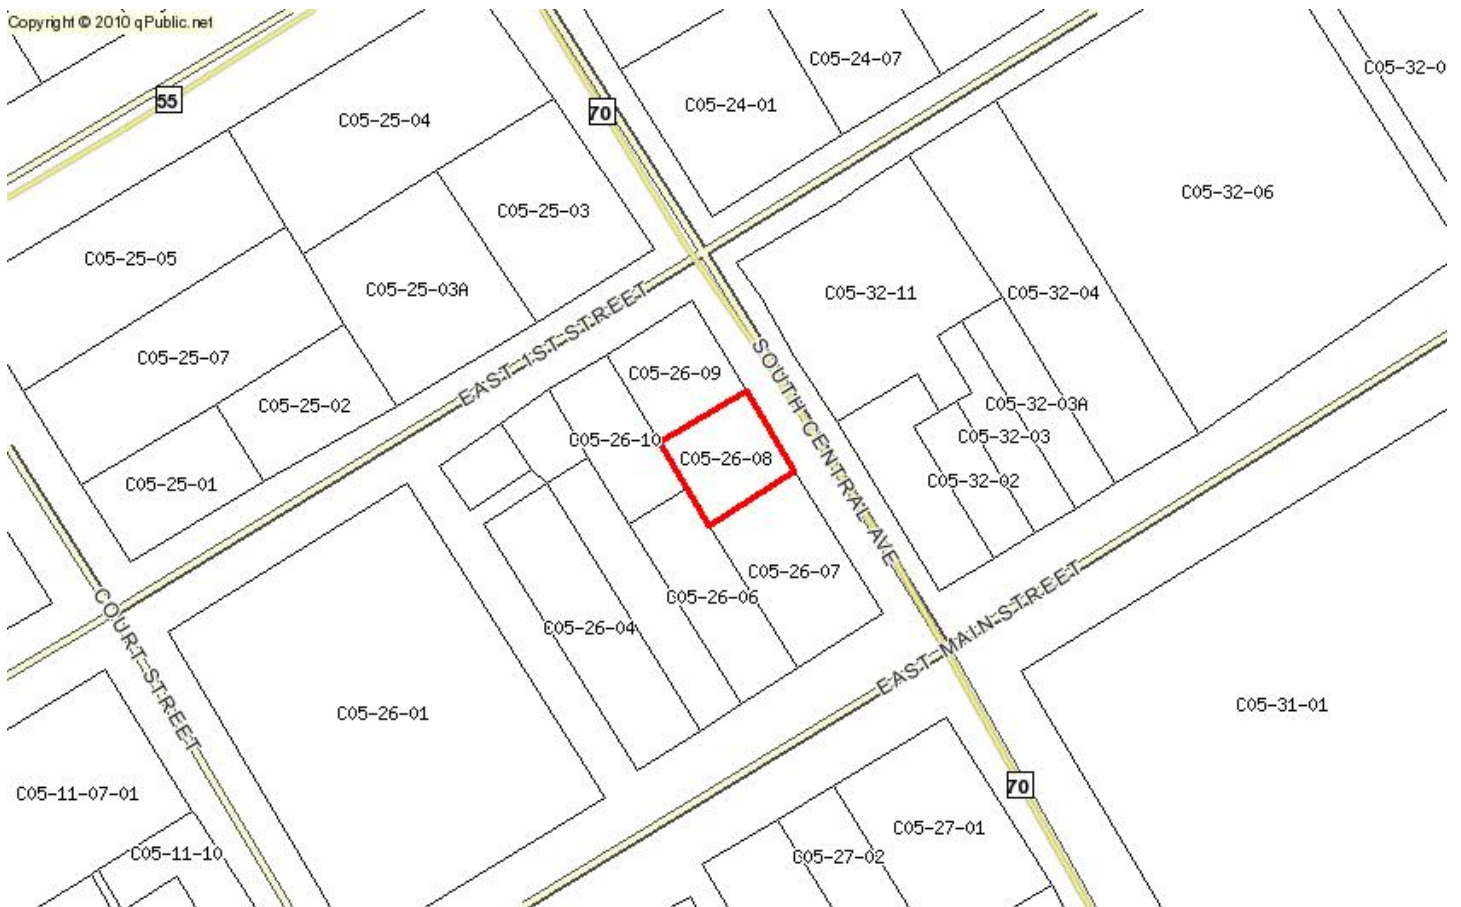 Copyright © 2010 qPublic.net
C05-24-07
C05-32-0
55
C05-24-01
70
C05-25-04
C05-32-06
C05-25-03
C05-25-05
C05-25-03A
C05-32-11
C05-32-04
EAST 1ST STREET
C05-25-07
SOUTH CENTRAL AVE
C05-26-09
C05-25-02
C05-32-03A
C05-26-10
C05-32-03
C05-26-08
C05-25-01
C05-32-02
C05-26-07
EAST MAIN STREET
COURT STREET
C05-26-06
C05-26-04
C05-26-01
C05-31-01
70
C05-11-07-01
C05-27-01
C05-11-10
C05-27-02